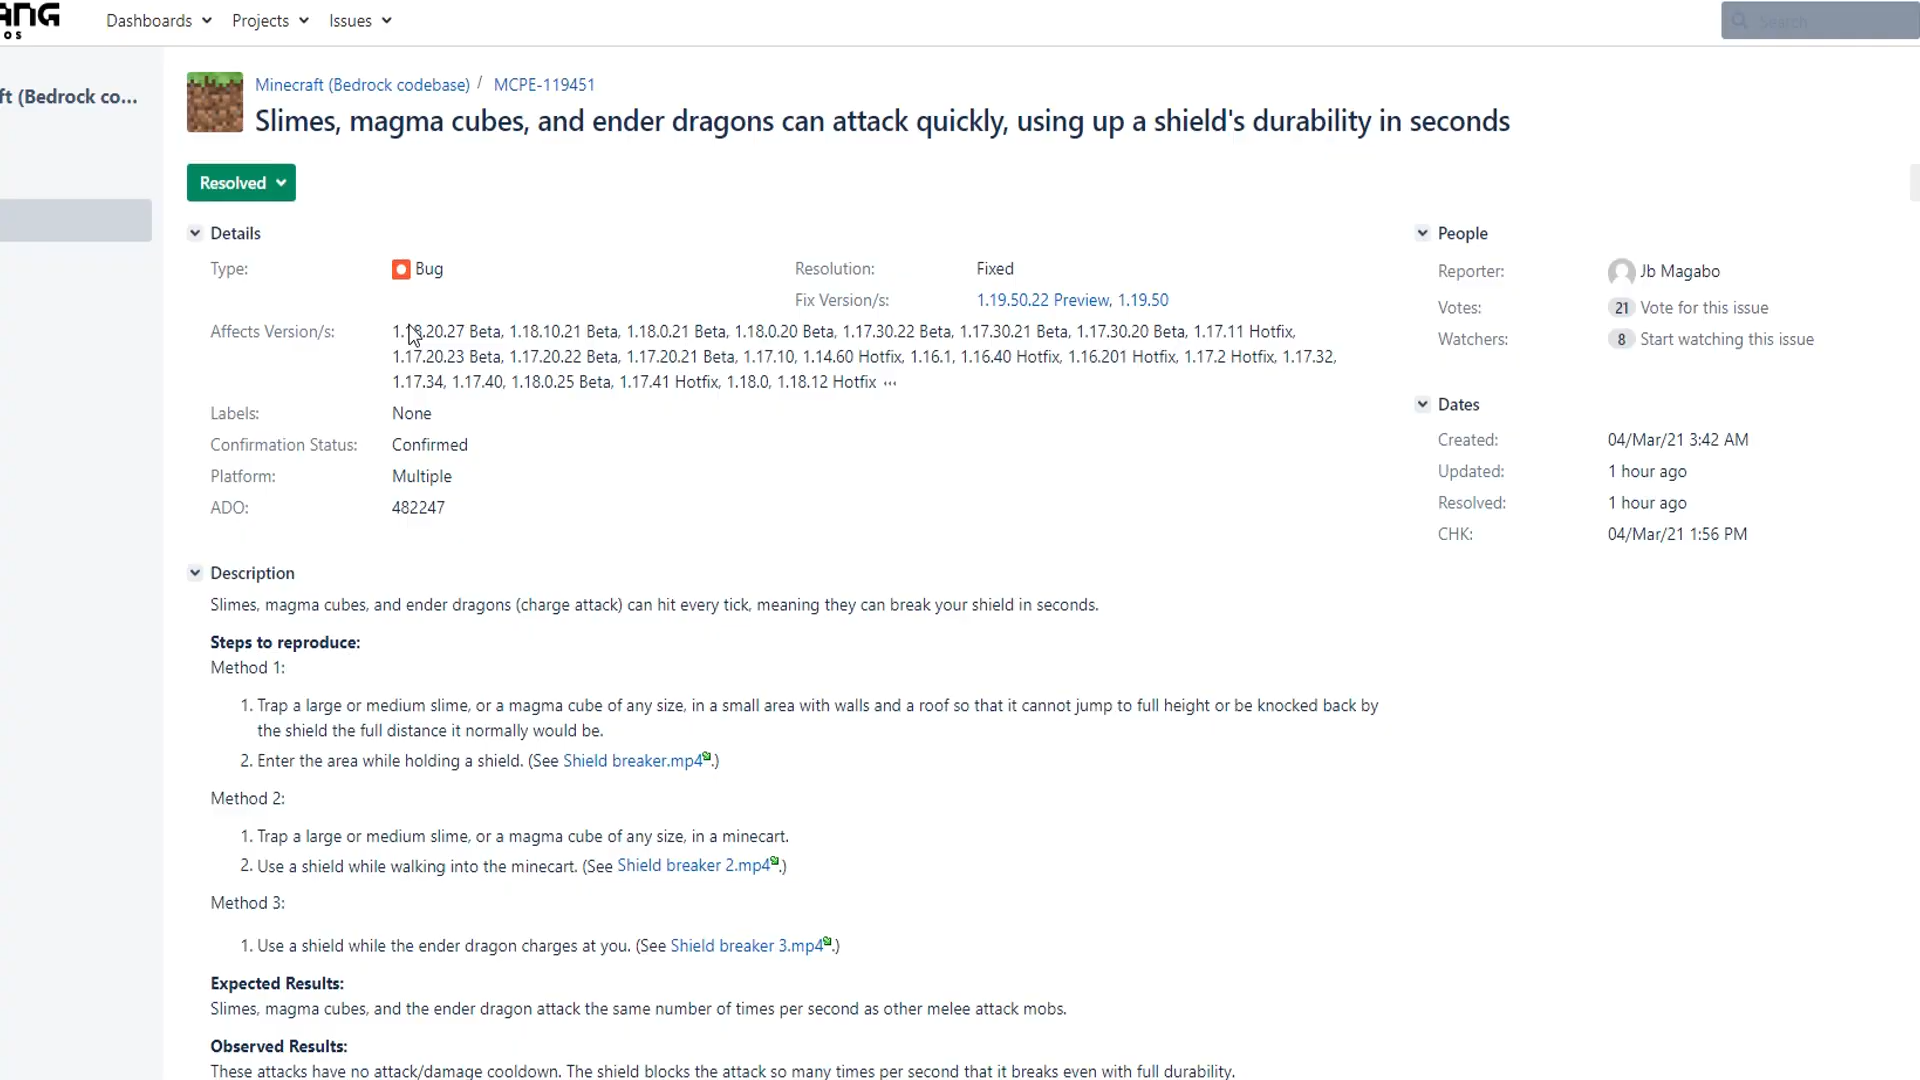 ANG
OS
Dashboards
Projects
Issues
Search
ft (Bedrock co...
Minecraft (Bedrock codebase) / MCPE-119451
Slimes, magma cubes, and ender dragons can attack quickly, using up a shield's durability in seconds
Resolved
Details
Type: Bug
Resolution: Fixed
Fix Version/s: 1.19.50.22 Preview, 1.19.50
Affects Version/s: 1.18.20.27 Beta, 1.18.10.21 Beta, 1.18.0.21 Beta, 1.18.0.20 Beta, 1.17.30.22 Beta, 1.17.30.21 Beta, 1.17.30.20 Beta, 1.17.11 Hotfix,
1.17.20.23 Beta, 1.17.20.22 Beta, 1.17.20.21 Beta, 1.17.10, 1.14.60 Hotfix, 1.16.1, 1.16.40 Hotfix, 1.16.201 Hotfix, 1.17.2 Hotfix, 1.17.32,
1.17.34, 1.17.40, 1.18.0.25 Beta, 1.17.41 Hotfix, 1.18.0, 1.18.12 Hotfix ...
Labels: None
Confirmation Status: Confirmed
Platform: Multiple
ADO: 482247
People
Reporter: Jb Magabo
Votes: 21 Vote for this issue
Watchers: 8 Start watching this issue
Dates
Created: 04/Mar/21 3:42 AM
Updated: 1 hour ago
Resolved: 1 hour ago
CHK: 04/Mar/21 1:56 PM
Description
Slimes, magma cubes, and ender dragons (charge attack) can hit every tick, meaning they can break your shield in seconds.
Steps to reproduce:
Method 1:
1. Trap a large or medium slime, or a magma cube of any size, in a small area with walls and a roof so that it cannot jump to full height or be knocked back by
the shield the full distance it normally would be.
2. Enter the area while holding a shield. (See Shield breaker.mp4.)
Method 2:
1. Trap a large or medium slime, or a magma cube of any size, in a minecart.
2. Use a shield while walking into the minecart. (See Shield breaker 2.mp4.)
Method 3:
1. Use a shield while the ender dragon charges at you. (See Shield breaker 3.mp4.)
Expected Results:
Slimes, magma cubes, and the ender dragon attack the same number of times per second as other melee attack mobs.
Observed Results:
These attacks have no attack/damage cooldown. The shield blocks the attack so many times per second that it breaks even with full durability.